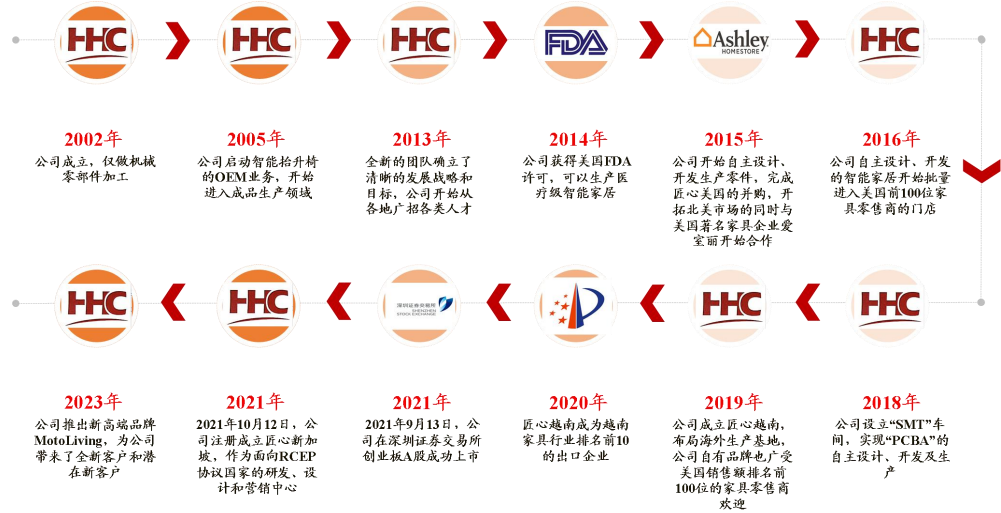 HHC
HHC
HHC
FDA
Ashley
HOMESTORE
HHC
2002年
公司成立，仅做机械
零部件加工
2005年
公司启动智能抬升椅
的OEM业务，开始
进入成品生产领域
2013年
全新的团队确立了
清晰的发展战略和
目标，公司开始从
各地广招各类人才
2014年
公司获得美国FDA
许可，可以生产医
疗级智能家居
2015年
公司开始自主设计、
开发生产零件，完成
匠心美国的并购，开
拓北美市场的同时与
美国著名家具企业爱
室丽开始合作
2016年
公司自主设计、开发
的智能家居开始批量
进入美国前100位家
具零售商的门店
HHC
HHC
深圳证券交易所
SHENZHEN
STOCK EXCHANGE
HHC
HHC
2023年
公司推出新高端品牌
MotoLiving，为公司
带来了全新客户和潜
在新客户
2021年
2021年10月12日，公
司注册成立匠心新加
坡，作为面向RCEP
协议国家的研发、设
计和营销中心
2021年
2021年9月13日，公
司在深圳证券交易所
创业板A股成功上市
2020年
匠心越南成为越南
家具行业排名前10
的出口企业
2019年
公司成立匠心越南，
布局海外生产基地，
公司自有品牌也广受
美国销售额排名前
100位的家具零售商
欢迎
2018年
公司设立“SMT”车
间，实现“PCBA”的
自主设计、开发及生
产